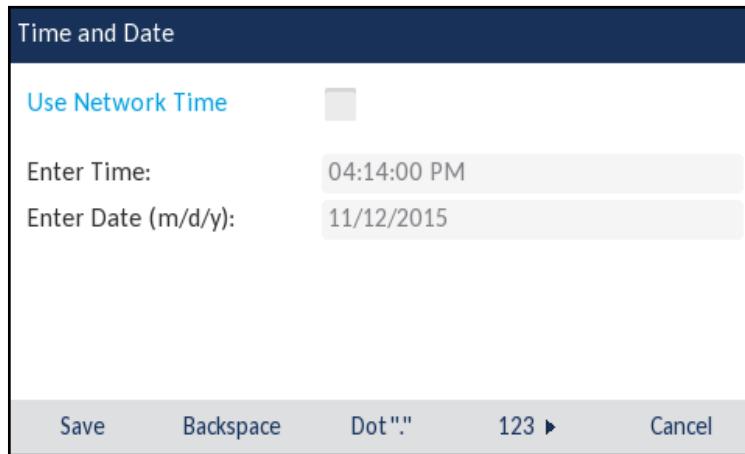 Time and Date
Use Network Time
Enter Time: 04:14:00 PM
Enter Date (m/d/y): 11/12/2015
Save Backspace Dot"." 123 ▶ Cancel